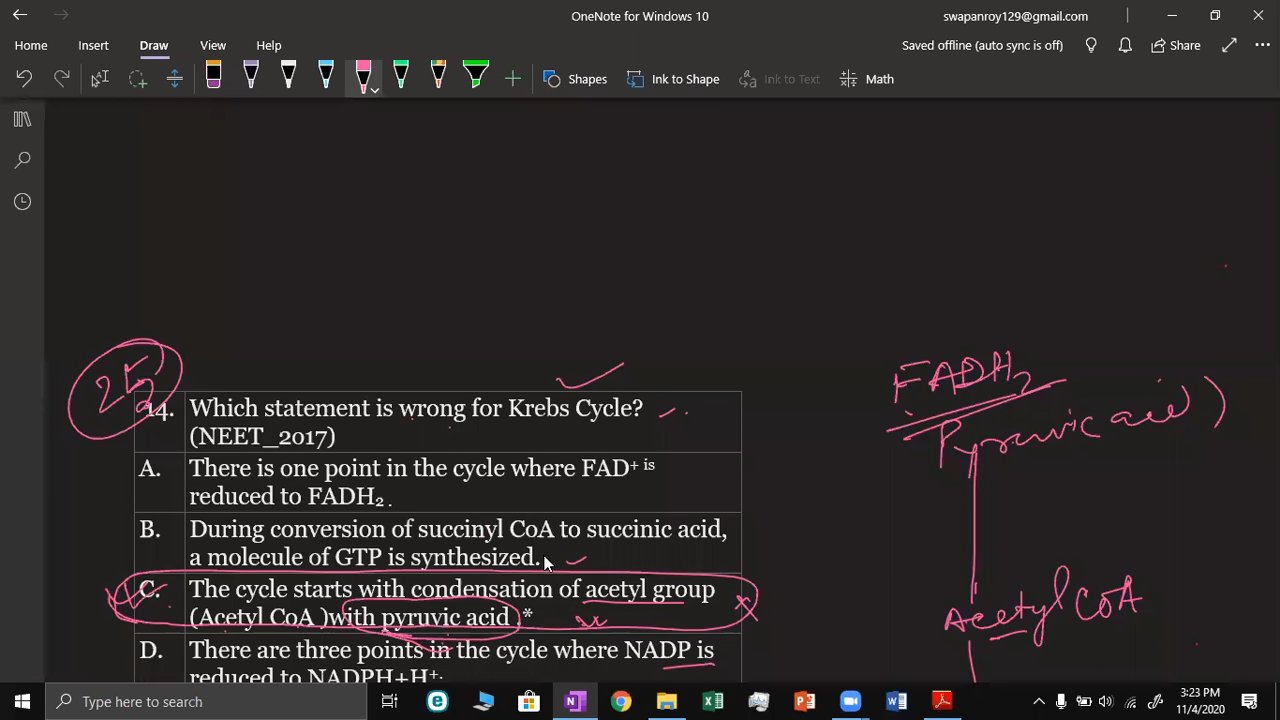 OneNote for Windows 10
swapanroy129@gmail.com
Home Insert Draw View Help
Saved offline (auto sync is off)
Share
Shapes
Ink to Shape
Ink to Text
Math
FADH2
Pyruvic acid)
14. Which statement is wrong for Krebs Cycle?
(NEET_2017)
A. There is one point in the cycle where FAD+ is
reduced to FADH2 .
B. During conversion of succinyl CoA to succinic acid,
a molecule of GTP is synthesized.
C. The cycle starts with condensation of acetyl group
(Acetyl CoA )with pyruvic acid *
Acetyl CoA
D. There are three points in the cycle where NADP is
reduced to NADPH+H+.
Type here to search
3:23 PM
11/4/2020